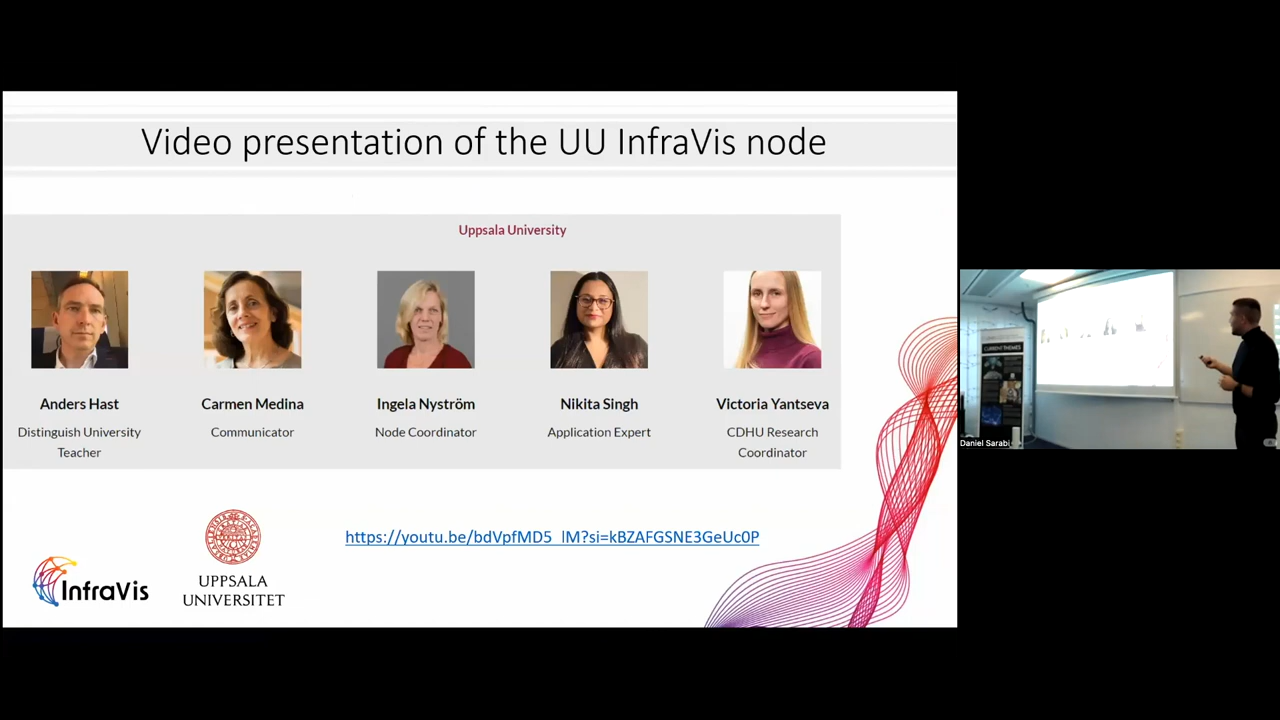 Video presentation of the UU InfraVis node
Uppsala University
Anders Hast
Distinguish University
Teacher
Carmen Medina
Communicator
Ingela Nyström
Node Coordinator
Nikita Singh
Application Expert
Victoria Yantseva
CDHU Research
Coordinator
https://youtu.be/bdVpfMD5_lM?si=kBZAFGSNE3GeUc0P
InfraVis
UPPSALA
UNIVERSITET
CURRENT THEMES
Daniel Sarabi